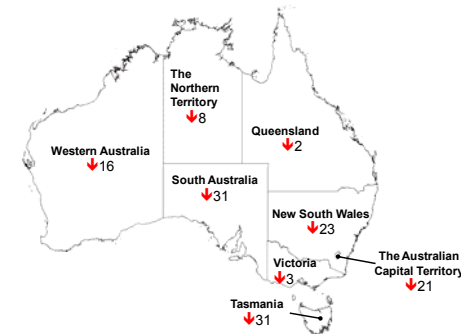 The
Northern
Territory
↓8
Queensland
↓2
Western Australia
↓16
South Australia
↓31
New South Wales
↓23
Victoria
↓3
The Australian
Capital Territory
↓21
Tasmania
↓31